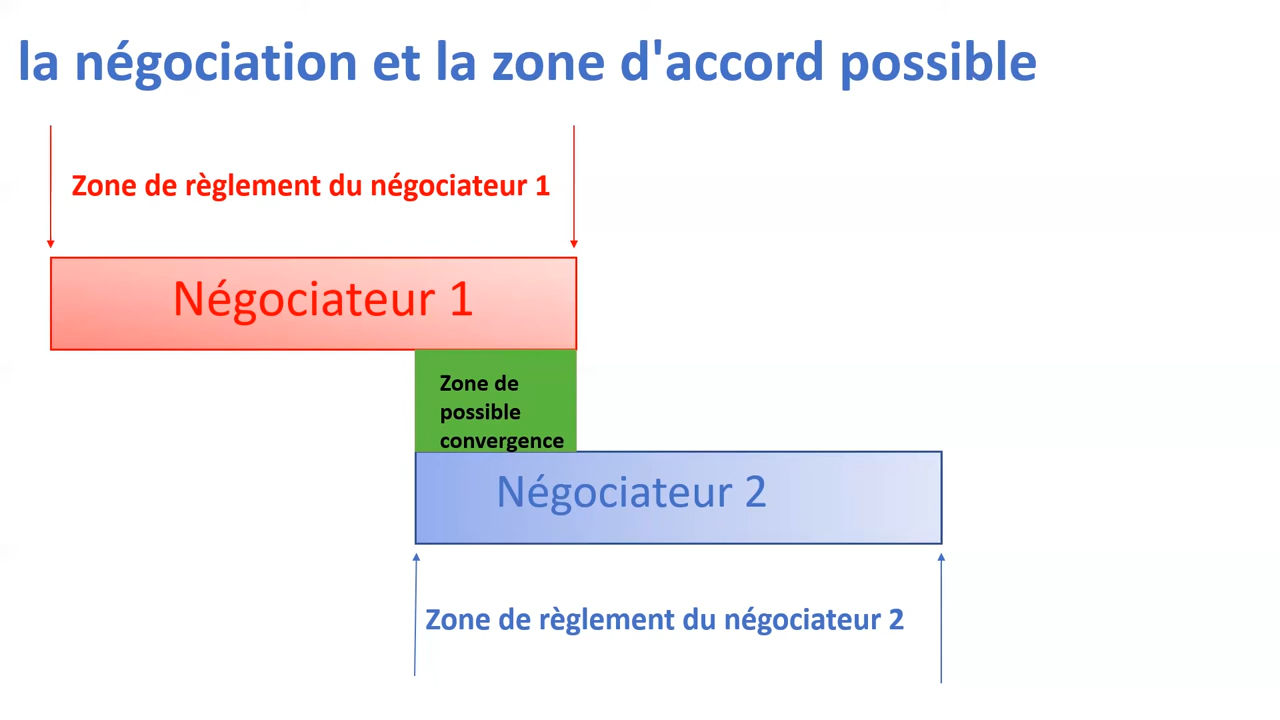 la négociation et la zone d'accord possible
Zone de règlement du négociateur 1
Négociateur 1
Zone de
possible
convergence
Négociateur 2
Zone de règlement du négociateur 2